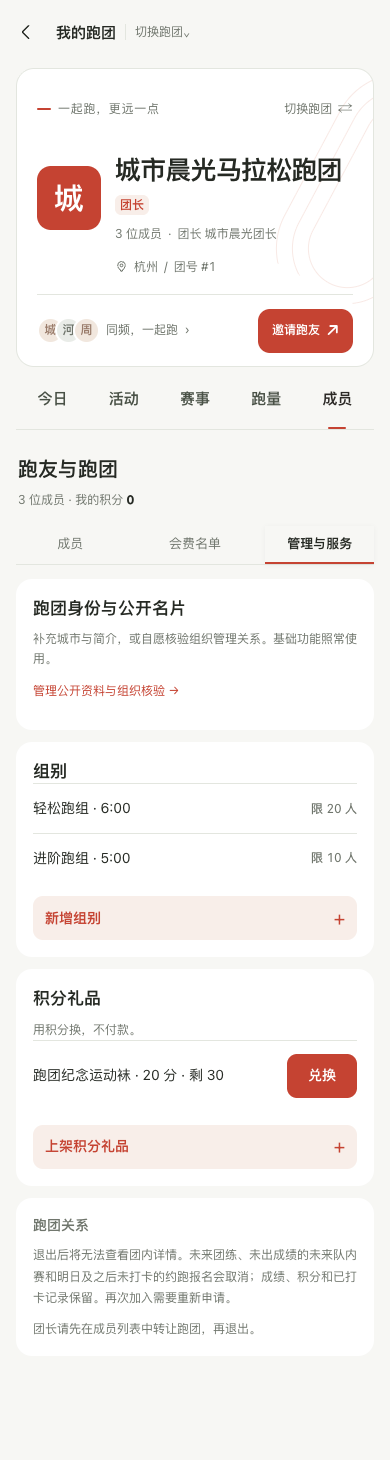 我的跑团 切换跑团
一起跑，更远一点 切换跑团
城 城市晨光马拉松跑团
团长
3 位成员 · 团长 城市晨光团长
杭州 / 团号 #1
城 河 周 同频，一起跑 › 邀请跑友
今日 活动 赛事 跑量 成员
跑友与跑团
3 位成员 · 我的积分 0
成员 会费名单 管理与服务
跑团身份与公开名片
补充城市与简介，或自愿核验组织管理关系。基础功能照常使
用。
管理公开资料与组织核验 →
组别
轻松跑组 · 6:00 限 20 人
进阶跑组 · 5:00 限 10 人
新增组别 +
积分礼品
用积分换，不付款。
跑团纪念运动袜 · 20 分 · 剩 30 兑换
上架积分礼品 +
跑团关系
退出后将无法查看团内详情。未来团练、未出成绩的未来队内
赛和明日及之后未打卡的约跑报名会取消；成绩、积分和已打
卡记录保留。再次加入需要重新申请。
团长请先在成员列表中转让跑团，再退出。